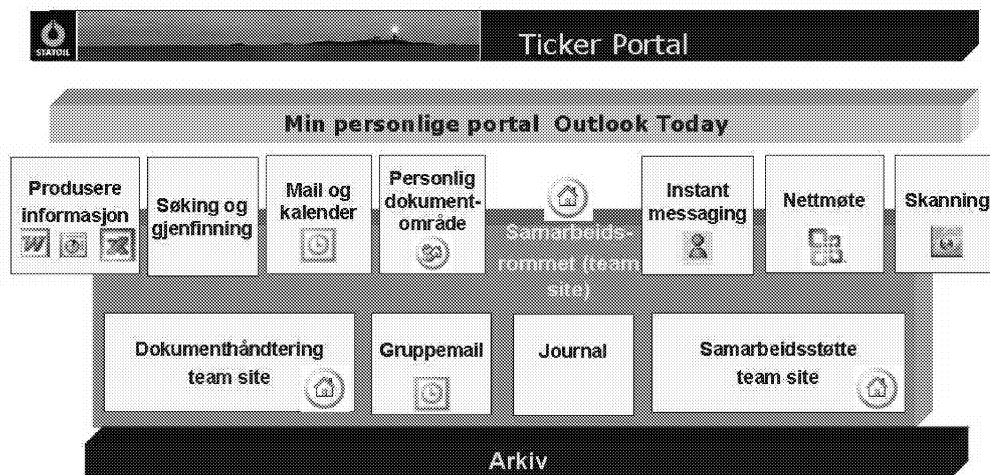 STATOIL
Ticker Portal
Min personlige portal Outlook Today
Produsere
informasjon
Søking og
gjenfinning
Mail og
kalender
Personlig
dokument-
område
Samarbeids-
rommet (team
site)
Instant
messaging
Nettmøte
Skanning
Dokumenthåndtering
team site
Gruppemail
Journal
Samarbeidsstøtte
team site
Arkiv